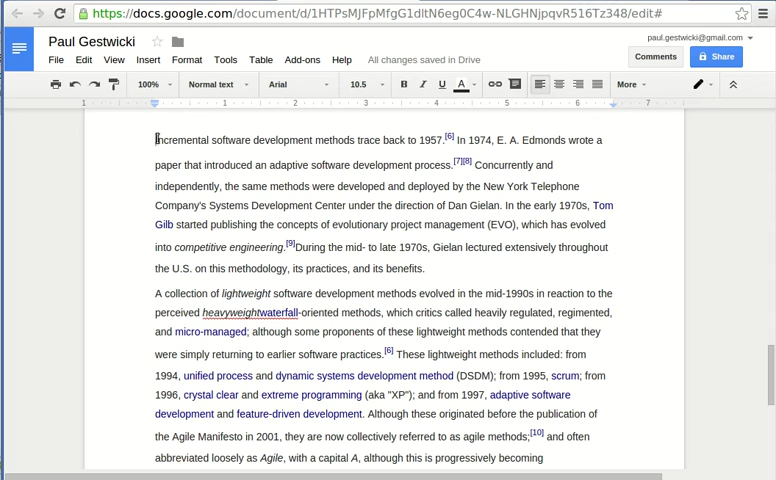 https://docs.google.com/document/d/1HTPsMJFpMfgG1dltN6eg0C4w-NLGHNjpqvR516Tz348/edit#
Paul Gestwicki
paul.gestwicki@gmail.com
File Edit View Insert Format Tools Table Add-ons Help All changes saved in Drive
Comments Share
100% Normal text Arial 10.5 B I U A More
1 1 2 3 4 5 6 7
Incremental software development methods trace back to 1957.[6] In 1974, E. A. Edmonds wrote a
paper that introduced an adaptive software development process.[7][8] Concurrently and
independently, the same methods were developed and deployed by the New York Telephone
Company's Systems Development Center under the direction of Dan Gielan. In the early 1970s, Tom
Gilb started publishing the concepts of evolutionary project management (EVO), which has evolved
into competitive engineering.[9]During the mid- to late 1970s, Gielan lectured extensively throughout
the U.S. on this methodology, its practices, and its benefits.
A collection of lightweight software development methods evolved in the mid-1990s in reaction to the
perceived heavyweightwaterfall-oriented methods, which critics called heavily regulated, regimented,
and micro-managed; although some proponents of these lightweight methods contended that they
were simply returning to earlier software practices.[6] These lightweight methods included: from
1994, unified process and dynamic systems development method (DSDM); from 1995, scrum; from
1996, crystal clear and extreme programming (aka "XP"); and from 1997, adaptive software
development and feature-driven development. Although these originated before the publication of
the Agile Manifesto in 2001, they are now collectively referred to as agile methods;[10] and often
abbreviated loosely as Agile, with a capital A, although this is progressively becoming